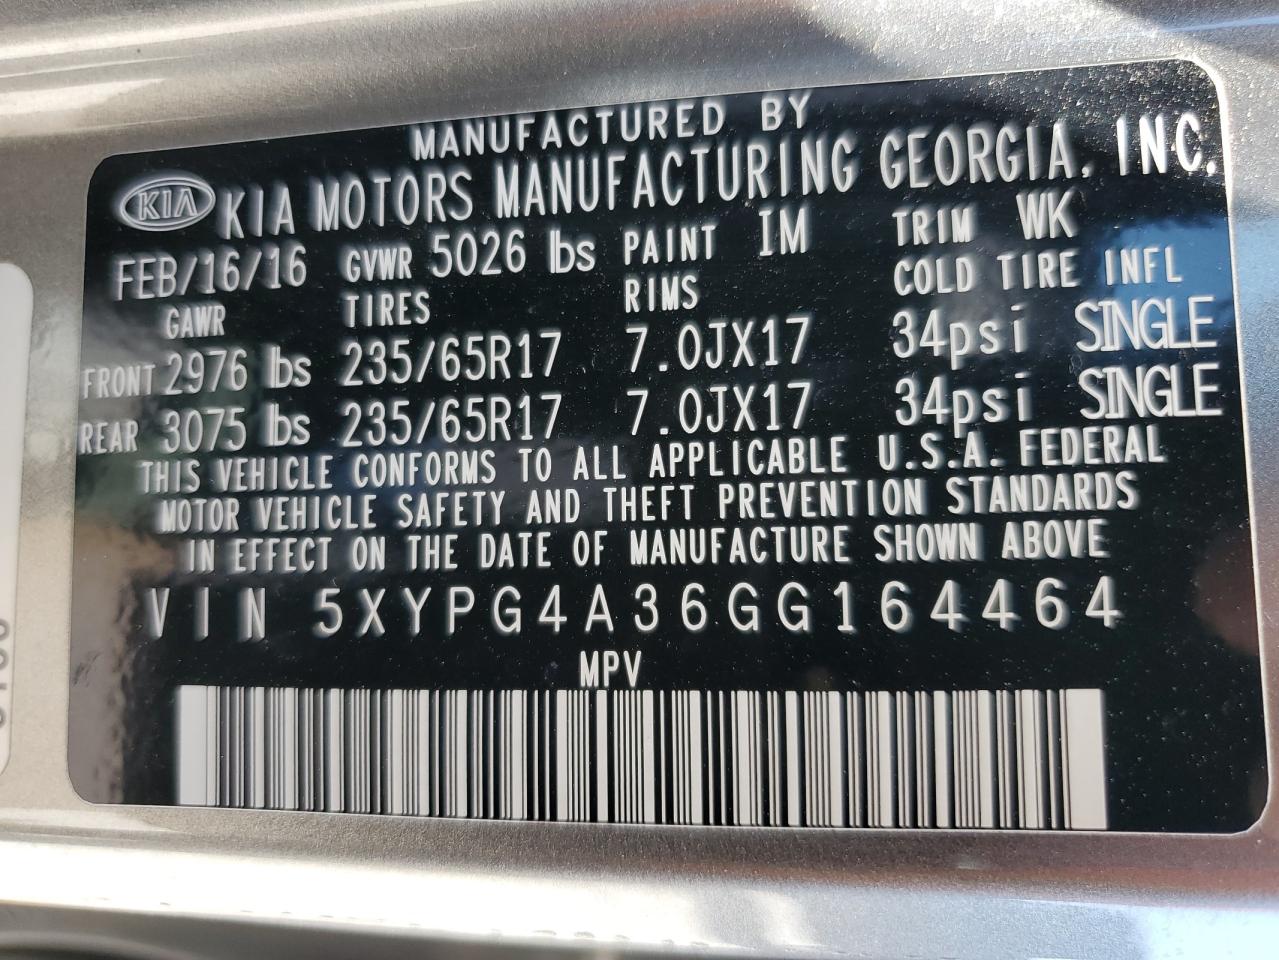 MANUFACTURED BY
KIA KIA MOTORS MANUFACTURING GEORGIA, INC.
FEB/16/16 GVWR 5026 lbs PAINT IM TRIM WK
GAWR TIRES RIMS COLD TIRE INFL
FRONT 2976 lbs 235/65R17 7.0JX17 34psi SINGLE
REAR 3075 lbs 235/65R17 7.0JX17 34psi SINGLE
THIS VEHICLE CONFORMS TO ALL APPLICABLE U.S.A. FEDERAL
MOTOR VEHICLE SAFETY AND THEFT PREVENTION STANDARDS
IN EFFECT ON THE DATE OF MANUFACTURE SHOWN ABOVE
VIN 5XYPG4A36GG164464
MPV